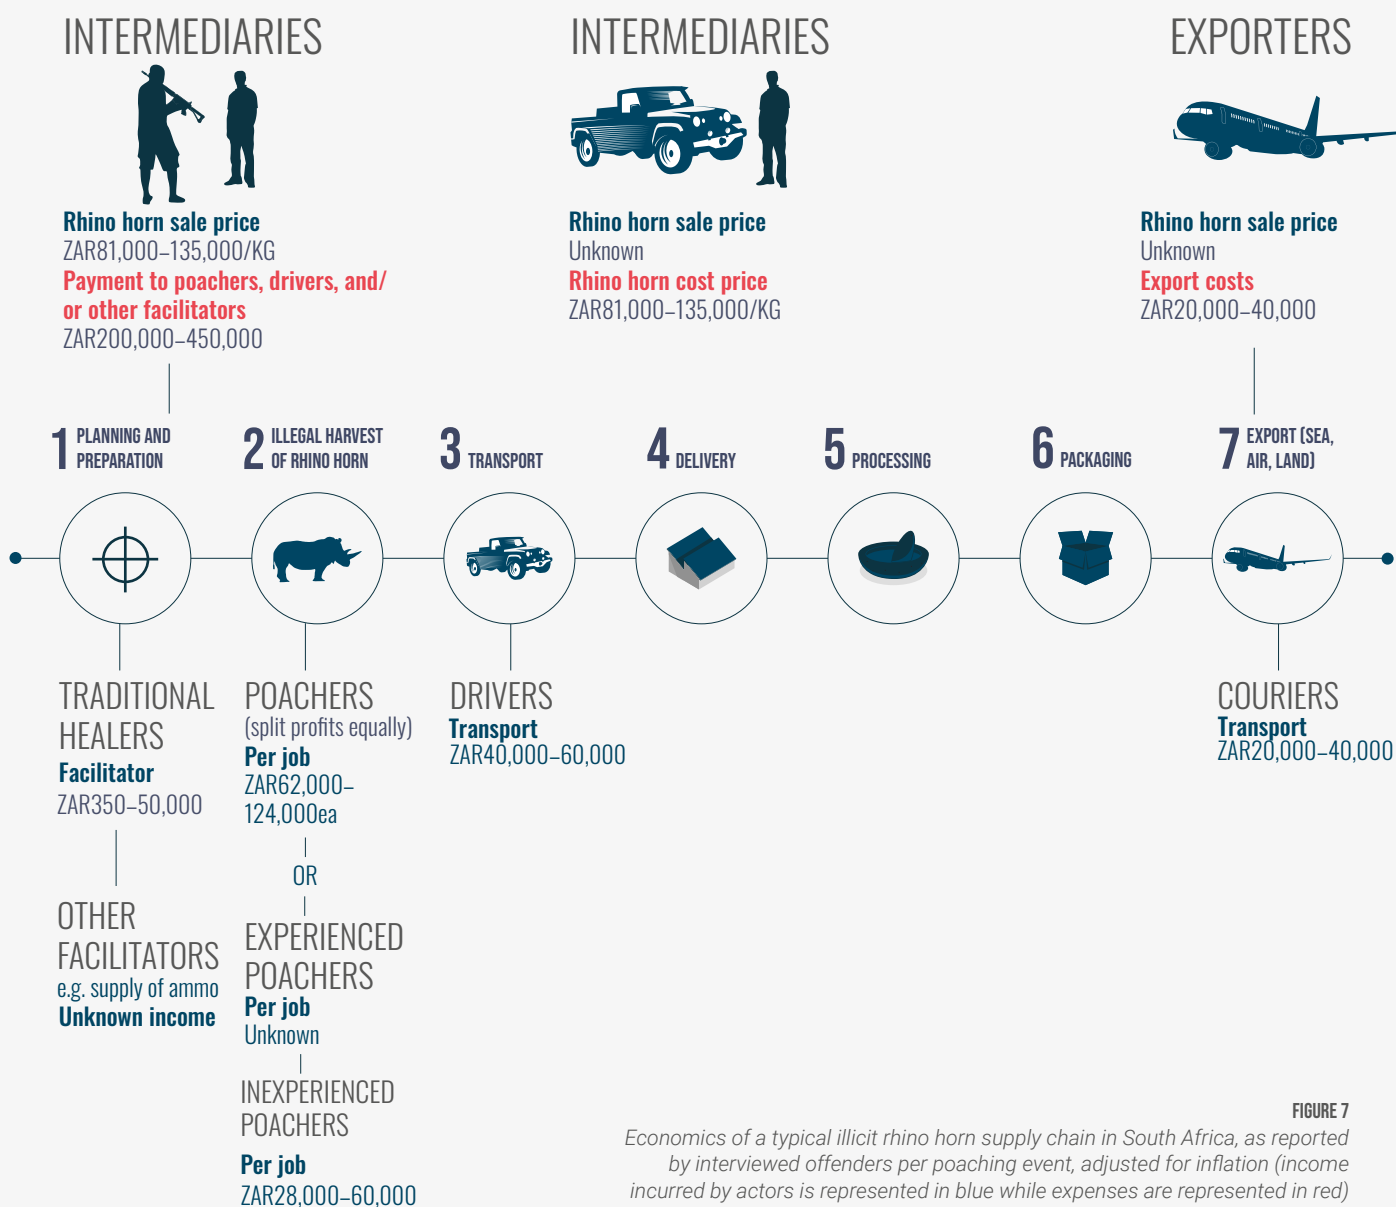 INTERMEDIARIES
Rhino horn sale price
ZAR81,000–135,000/KG
Payment to poachers, drivers, and/
or other facilitators
ZAR200,000–450,000
INTERMEDIARIES
Rhino horn sale price
Unknown
Rhino horn cost price
ZAR81,000–135,000/KG
EXPORTERS
Rhino horn sale price
Unknown
Export costs
ZAR20,000–40,000
1 PLANNING AND
PREPARATION
2 ILLEGAL HARVEST
OF RHINO HORN
3 TRANSPORT
4 DELIVERY
5 PROCESSING
6 PACKAGING
7 EXPORT (SEA,
AIR, LAND)
TRADITIONAL
HEALERS
Facilitator
ZAR350–50,000
OTHER
FACILITATORS
e.g. supply of ammo
Unknown income
POACHERS
(split profits equally)
Per job
ZAR62,000–
124,000ea
OR
EXPERIENCED
POACHERS
Per job
Unknown
INEXPERIENCED
POACHERS
Per job
ZAR28,000–60,000
DRIVERS
Transport
ZAR40,000–60,000
COURIERS
Transport
ZAR20,000–40,000
FIGURE 7
Economics of a typical illicit rhino horn supply chain in South Africa, as reported
by interviewed offenders per poaching event, adjusted for inflation (income
incurred by actors is represented in blue while expenses are represented in red)